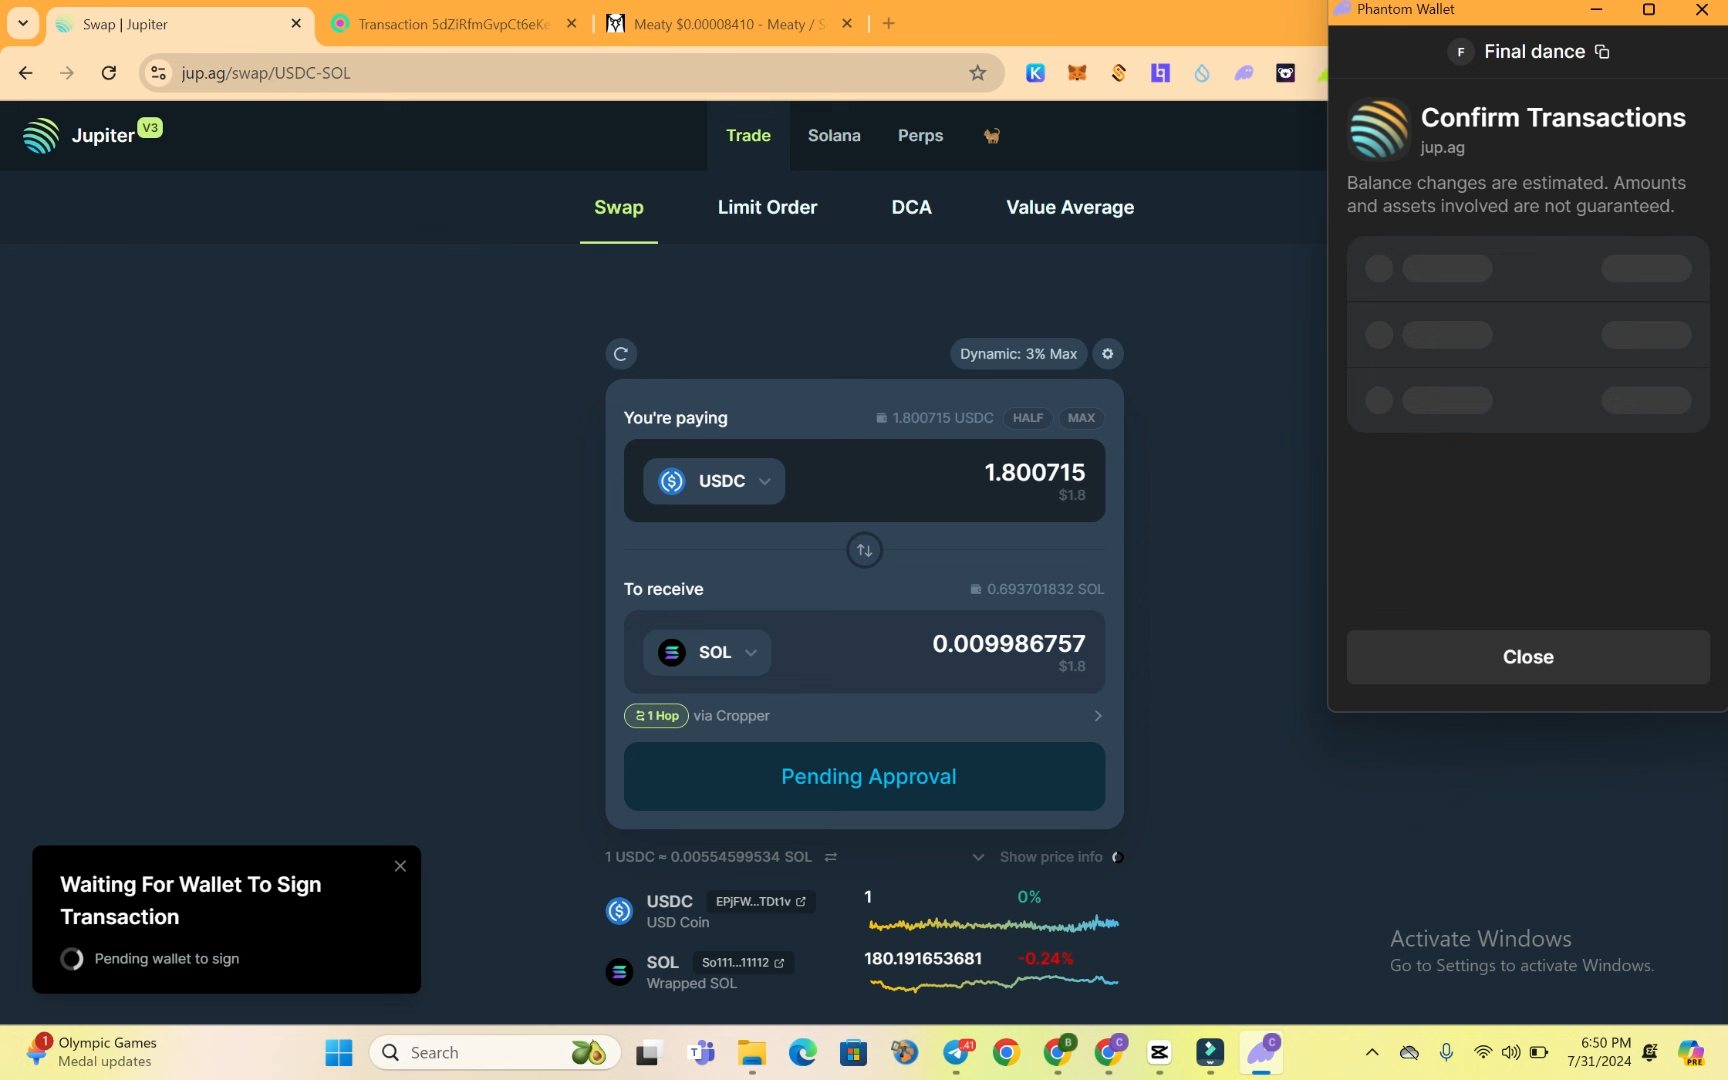 Swap | Jupiter
Transaction 5dZiRfmGvpCt6eKe
Meaty $0.00008410 - Meaty / S
Phantom Wallet
jup.ag/swap/USDC-SOL
F Final dance
Jupiter V3
Trade
Solana
Perps
Confirm Transactions
jup.ag
Balance changes are estimated. Amounts
and assets involved are not guaranteed.
Swap
Limit Order
DCA
Value Average
Dynamic: 3% Max
You're paying
1.800715 USDC
HALF
MAX
USDC
1.800715
$1.8
To receive
0.693701832 SOL
SOL
0.009986757
$1.8
1 Hop via Cropper
Pending Approval
Close
1 USDC ≈ 0.00554599534 SOL
Show price info
USDC EPjFW...TDt1v
USD Coin
1
0%
SOL So111...11112
Wrapped SOL
180.191653681
-0.24%
Waiting For Wallet To Sign
Transaction
Pending wallet to sign
Activate Windows
Go to Settings to activate Windows.
1
Olympic Games
Medal updates
Search
41
B
C
C
6:50 PM
7/31/2024
PRE